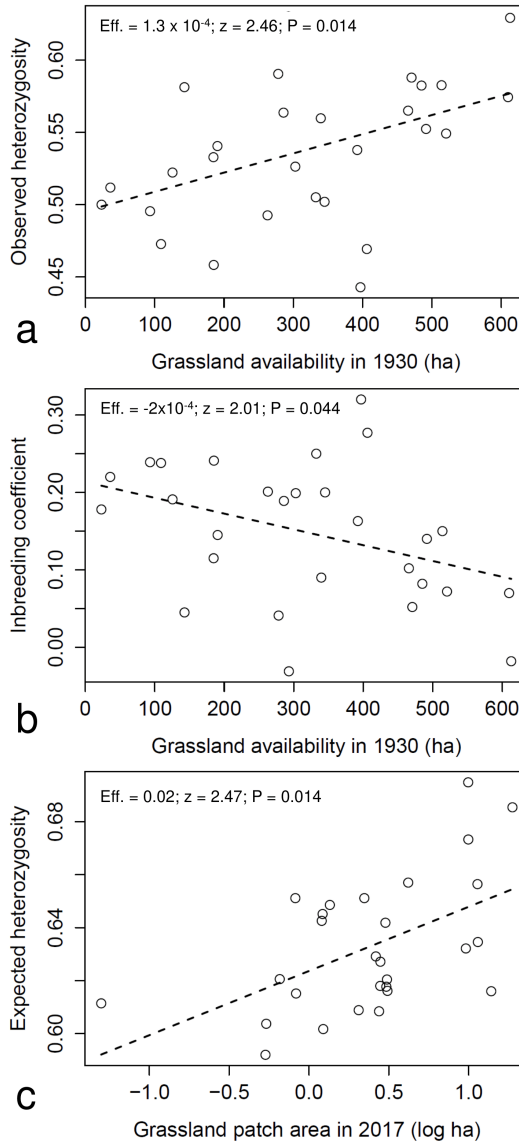 Eff. = 1.3 x 10-4; z = 2.46; P = 0.014
Observed heterozygosity
0.60
0.55
0.50
0.45
0 100 200 300 400 500 600
a
Grassland availability in 1930 (ha)
Eff. = -2x10-4; z = 2.01; P = 0.044
Inbreeding coefficient
0.30
0.20
0.10
0.00
0 100 200 300 400 500 600
b
Grassland availability in 1930 (ha)
Eff. = 0.02; z = 2.47; P = 0.014
Expected heterozygosity
0.68
0.64
0.60
−1.0 −0.5 0.0 0.5 1.0
c
Grassland patch area in 2017 (log ha)